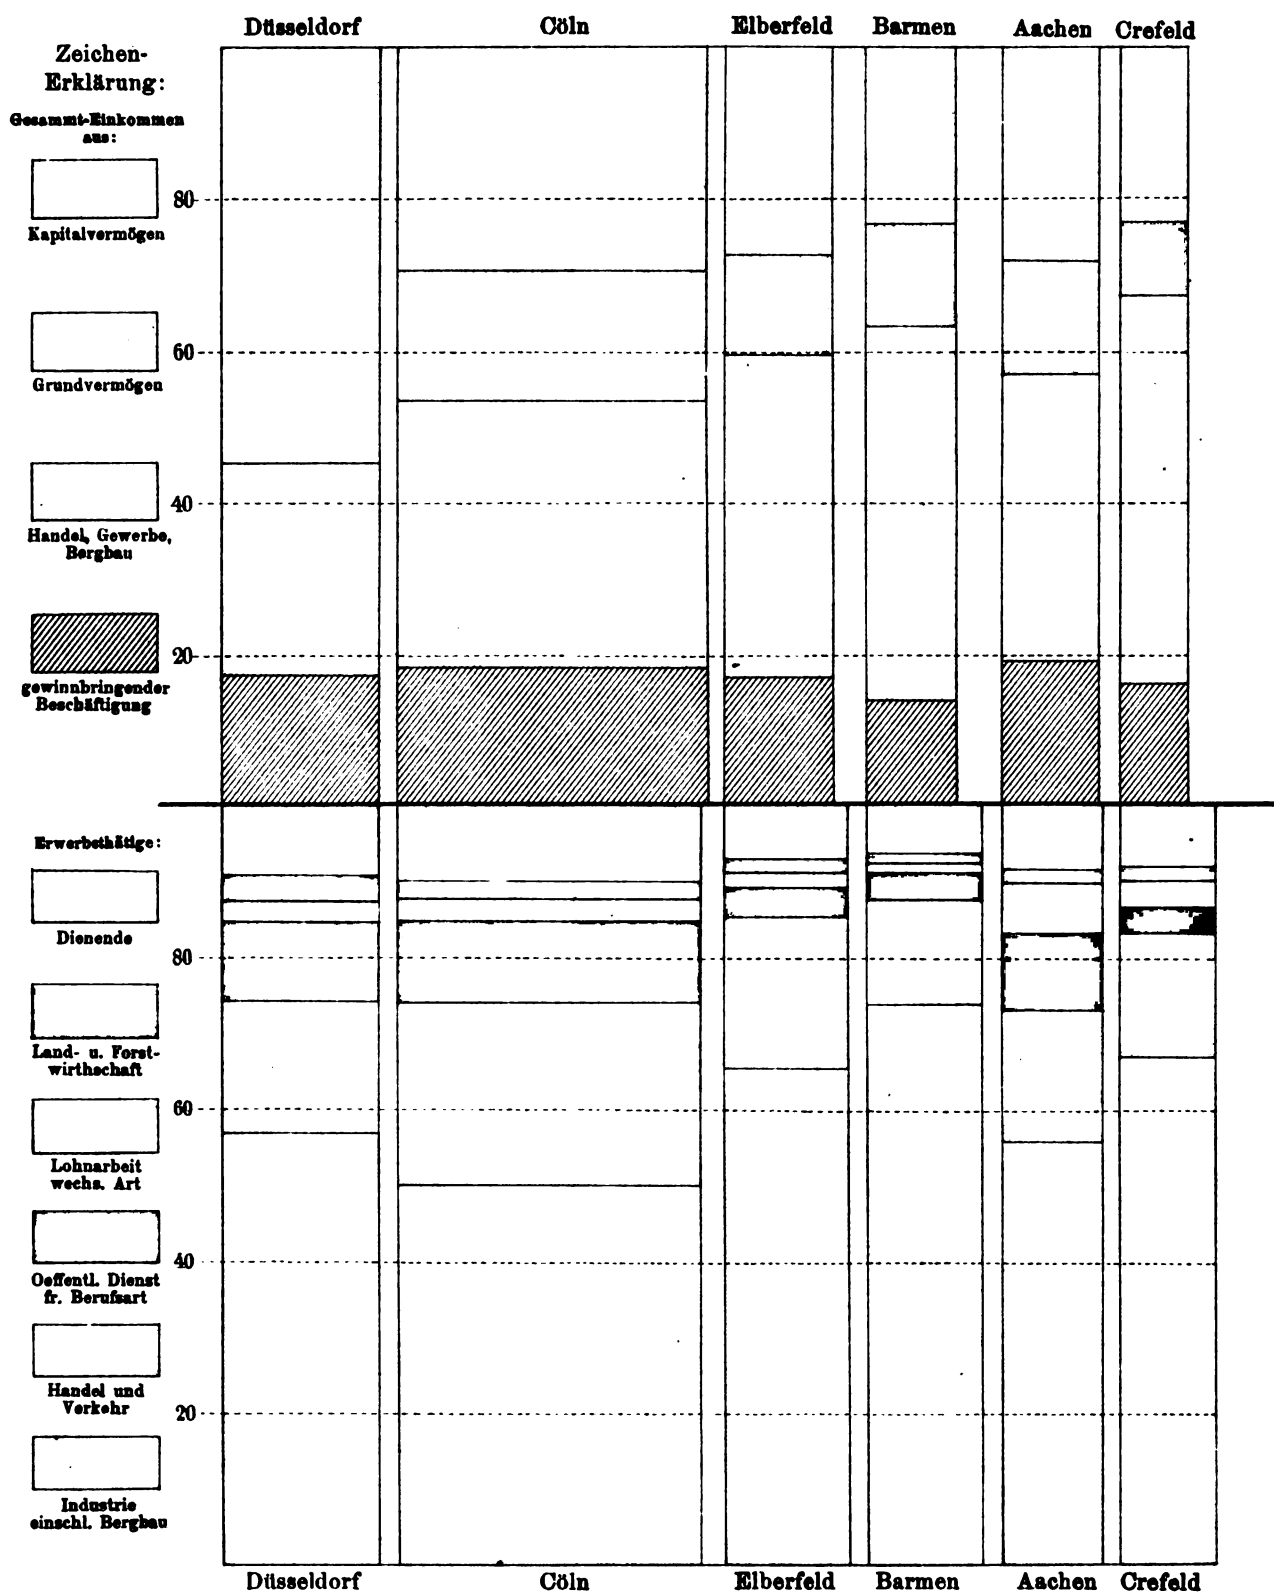 Düsseldorf Cöln Elberfeld Barmen Aachen Crefeld
Zeichen-
Erklärung:
Gesammt-Einkommen
aus:
80
Kapitalvermögen
60
Grundvermögen
40
Handel, Gewerbe,
Bergbau
20
gewinnbringender
Beschäftigung
Erwerbsthätige:
Dienende
80
Land- u. Forst-
wirthschaft
60
Lohnarbeit
wechs. Art
40
Oeffentl. Dienst
fr. Berufsart
Handel und
Verkehr
20
Industrie
einschl. Bergbau
Düsseldorf Cöln Elberfeld Barmen Aachen Crefeld